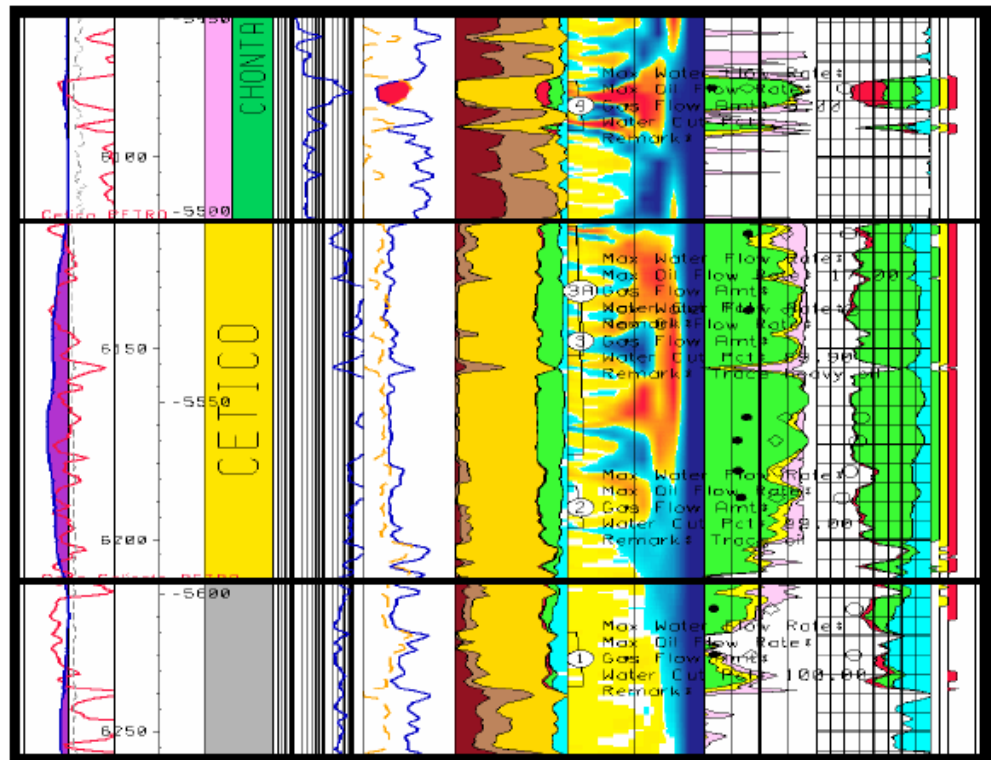 CHONTA
Max Water Flow Rate:
Max Oil Flow Rate:
4
Gas Flow Amt:
Water Cut Pct:
Remark:
6100
-5500
PETRO
Max Water Flow Rate:
Max Oil Flow Rate
3A
Gas Flow Amt:
Flow Rate:
3
Gas Flow Amt:
6150
Water Cut Pct:
Remark: Trace heavy oil
-5550
CETICO
Max Water Flow Rate:
Max Oil Flow Rate:
2
Gas Flow Amt:
Water Cut Pct:
6200
Remark: Trace oil
PETRO
-5600
Max Water Flow Rate:
Max Oil Flow Rate:
1
Gas Flow Amt:
Water Cut Pct: 100.00
Remark:
6250